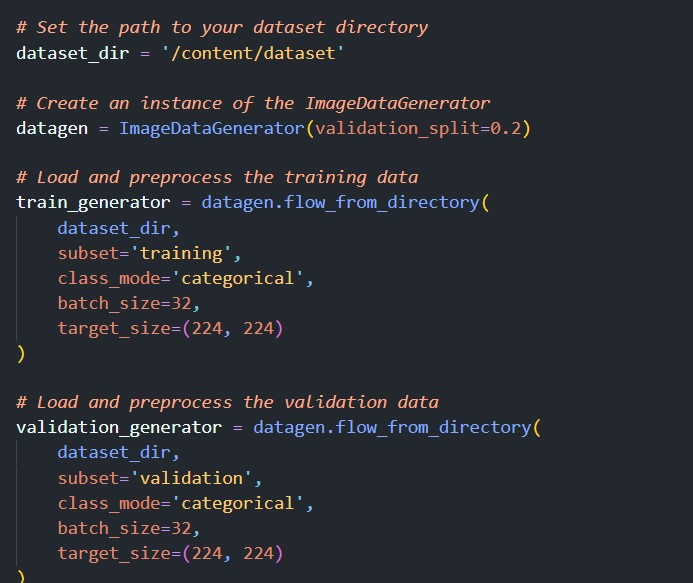 # Set the path to your dataset directory
dataset_dir = '/content/dataset'
# Create an instance of the ImageDataGenerator
datagen = ImageDataGenerator(validation_split=0.2)
# Load and preprocess the training data
train_generator = datagen.flow_from_directory(
    dataset_dir,
    subset='training',
    class_mode='categorical',
    batch_size=32,
    target_size=(224, 224)
)
# Load and preprocess the validation data
validation_generator = datagen.flow_from_directory(
    dataset_dir,
    subset='validation',
    class_mode='categorical',
    batch_size=32,
    target_size=(224, 224)
)